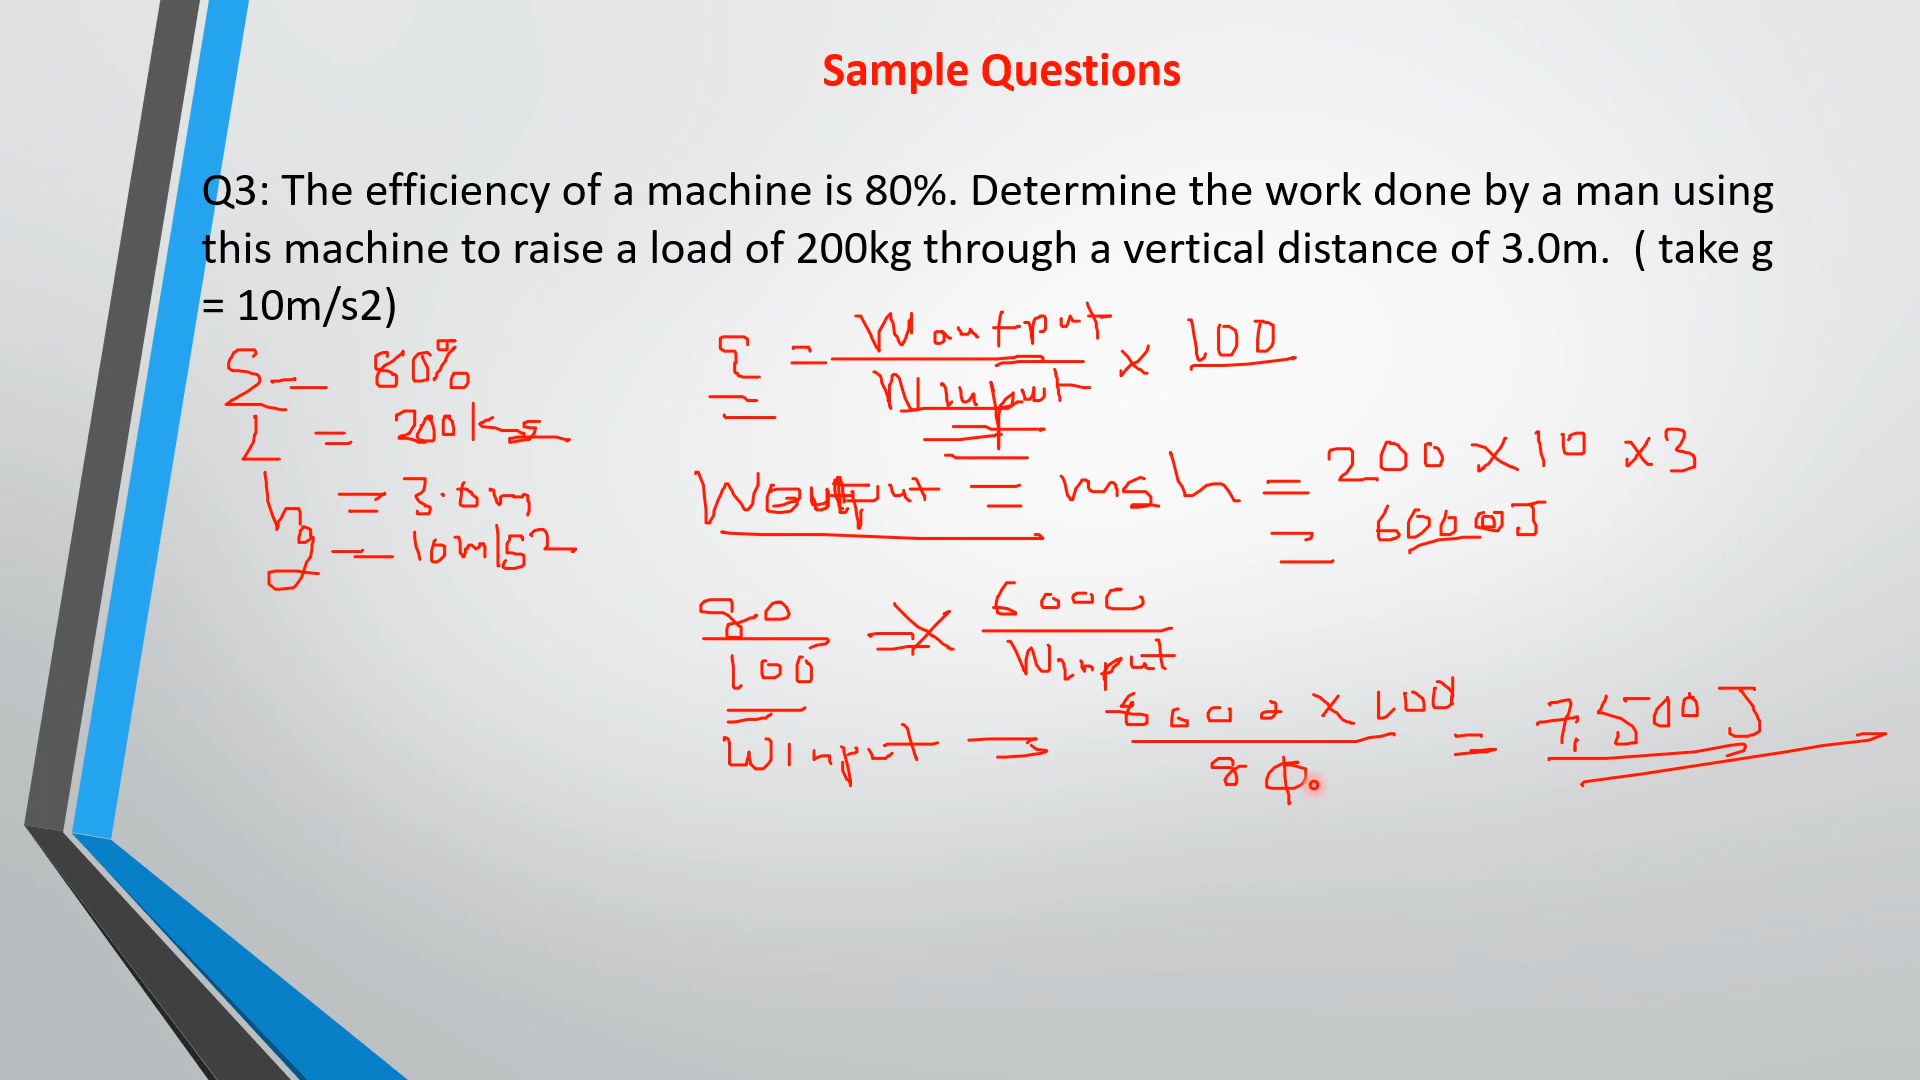 Sample Questions
Q3: The efficiency of a machine is 80%. Determine the work done by a man using
this machine to raise a load of 200kg through a vertical distance of 3.0m. ( take g
= 10m/s2)
Σ = 80%
L = 200kg
h = 3.0m
g = 10m/s2
Σ = Woutput / Winput × 100
Woutput = mgh = 200 × 10 × 3
= 6000J
80/100 = 6000/Winput
Winput = 6000 × 100 / 80 = 7,500J